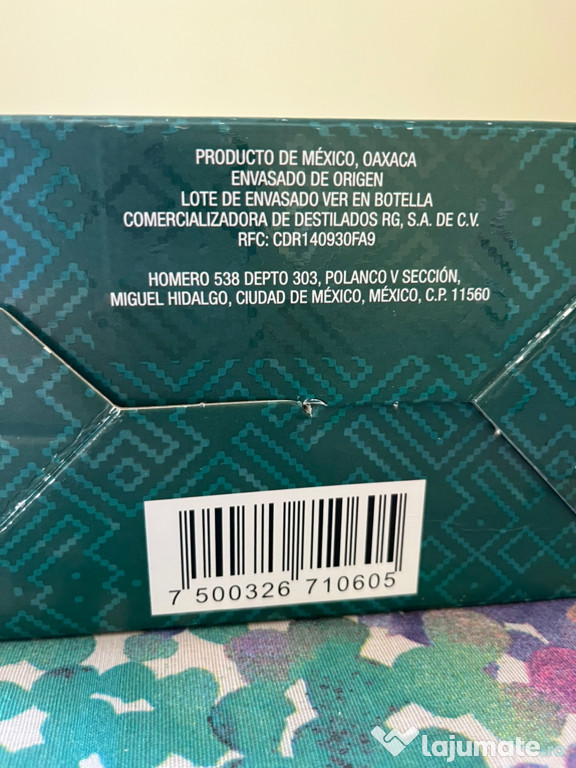 PRODUCTO DE MÉXICO, OAXACA
ENVASADO DE ORIGEN
LOTE DE ENVASADO VER EN BOTELLA
COMERCIALIZADORA DE DESTILADOS RG, S.A. DE C.V.
RFC: CDR140930FA9
HOMERO 538 DEPTO 303, POLANCO V SECCIÓN,
MIGUEL HIDALGO, CIUDAD DE MÉXICO, MÉXICO, C.P. 11560
7 500326 710605
lajumate.ro